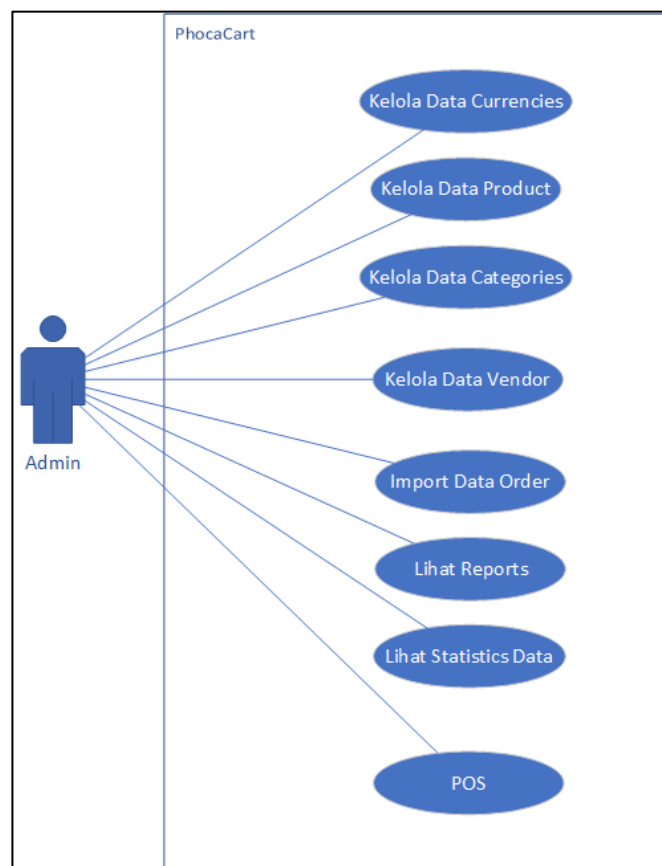 PhocaCart
Kelola Data Currencies
Kelola Data Product
Kelola Data Categories
Kelola Data Vendor
Admin
Import Data Order
Lihat Reports
Lihat Statistics Data
POS